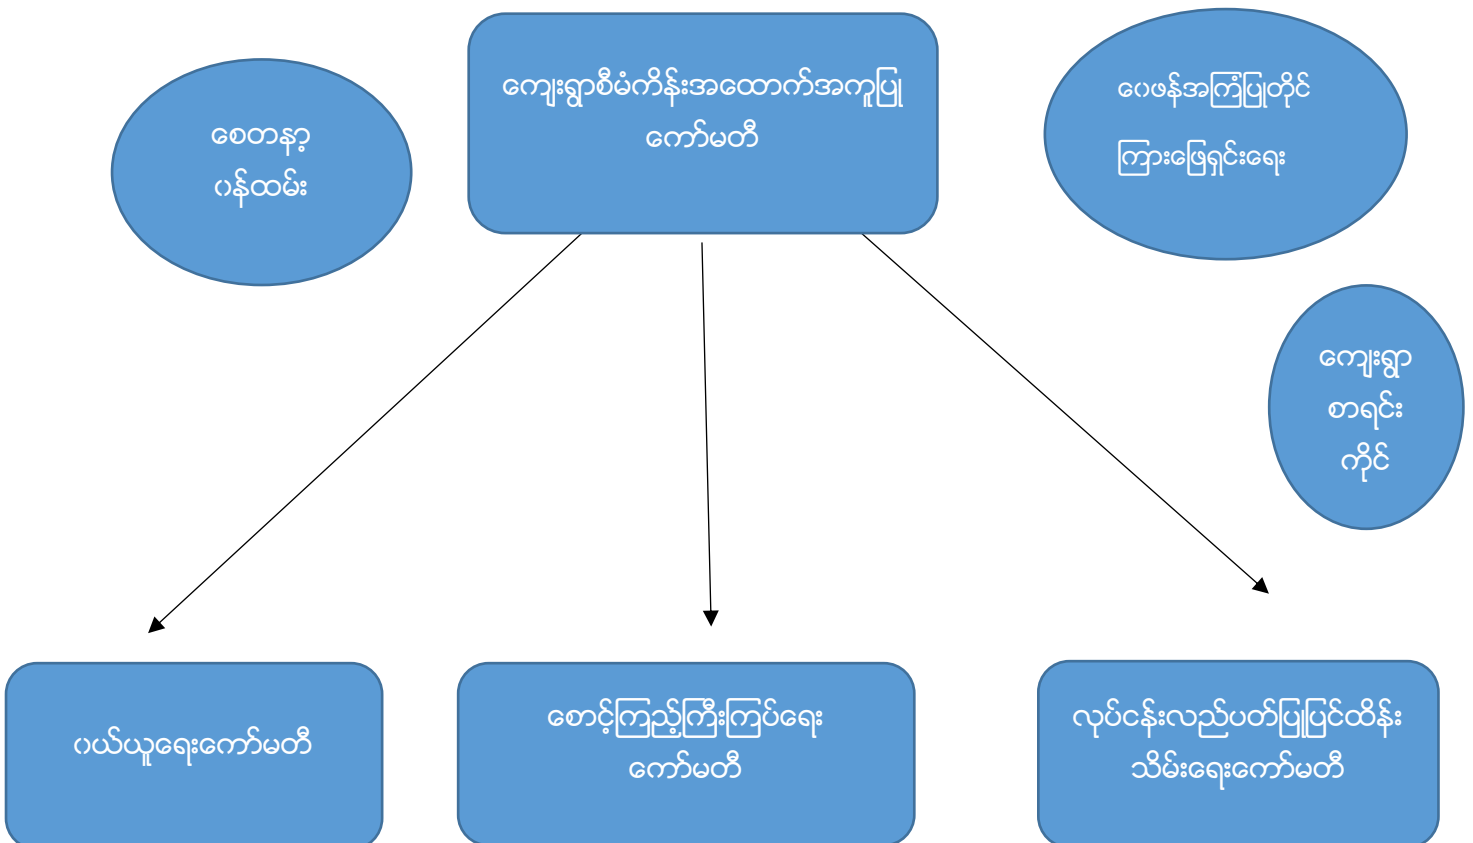 ကျေးရွာစီမံကိန်းအထောက်အကူပြု
ကော်မတီ
စေတနာ့
ဝန်ထမ်း
ဝေဖန်အကြံပြုတိုင်
ကြားဖြေရှင်းရေး
ကျေးရွာ
စာရင်း
ကိုင်
ဝယ်ယူရေးကော်မတီ
စောင့်ကြည့်ကြီးကြပ်ရေး
ကော်မတီ
လုပ်ငန်းလည်ပတ်ပြုပြင်ထိန်း
သိမ်းရေးကော်မတီ